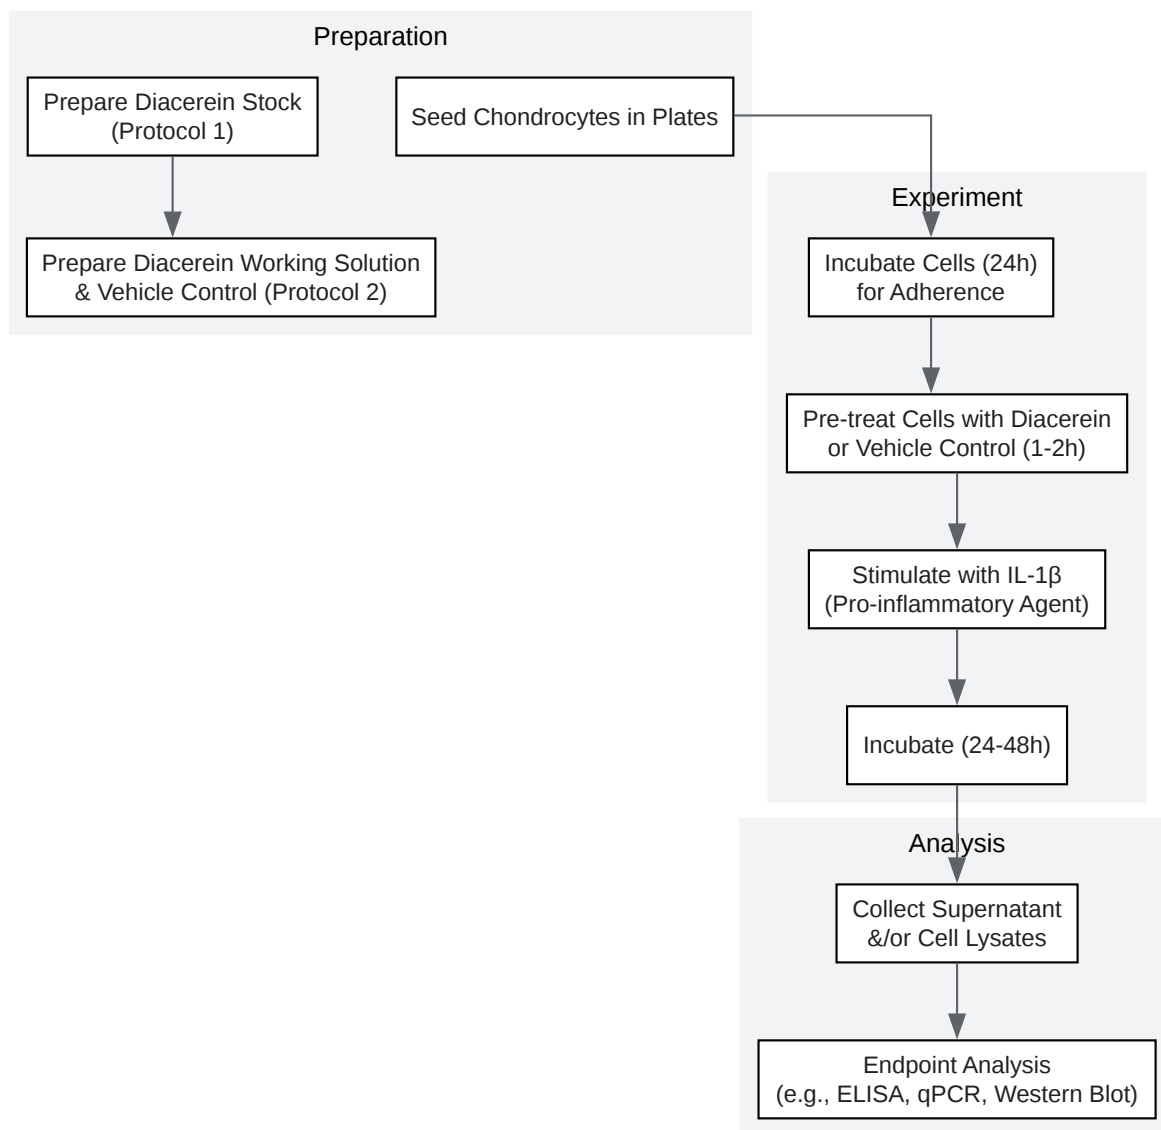 Preparation
Prepare Diacerein Stock
(Protocol 1)
Seed Chondrocytes in Plates
Prepare Diacerein Working Solution
& Vehicle Control (Protocol 2)
Experiment
Incubate Cells (24h)
for Adherence
Pre-treat Cells with Diacerein
or Vehicle Control (1-2h)
Stimulate with IL-1β
(Pro-inflammatory Agent)
Incubate (24-48h)
Analysis
Collect Supernatant
&/or Cell Lysates
Endpoint Analysis
(e.g., ELISA, qPCR, Western Blot)